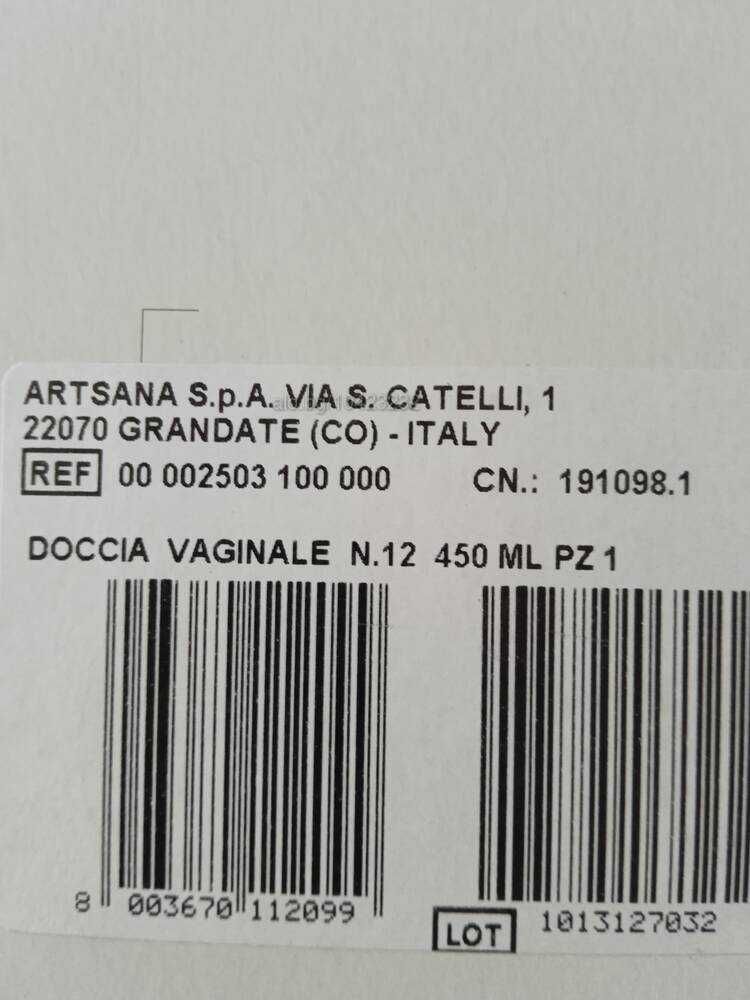 ARTSANA S.p.A. VIA S. CATELLI, 1
22070 GRANDATE (CO) - ITALY
REF 00 002503 100 000 CN.: 191098.1
DOCCIA VAGINALE N.12 450 ML PZ 1
8 003670 112099
LOT 1013127032